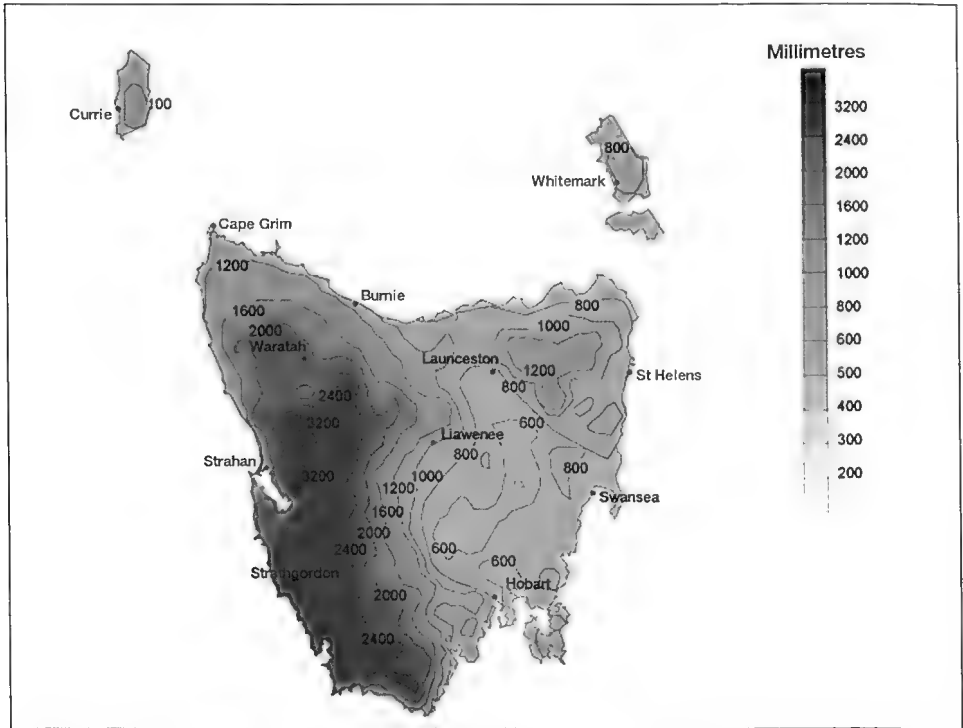 Millimetres
3200
2400
2000
1600
1200
1000
800
600
500
400
300
200
Currie
100
800
Whitemark
Cape Grim
1200
Burnie
800
1600
1000
2000
Waratah
Launceston
1200
St Helens
800
2400
3200
600
Liawenee
800
800
Strahan
3200
1000
1200
Swansea
1600
2000
2400
600
600
Strathgordon
Hobart
2000
2400